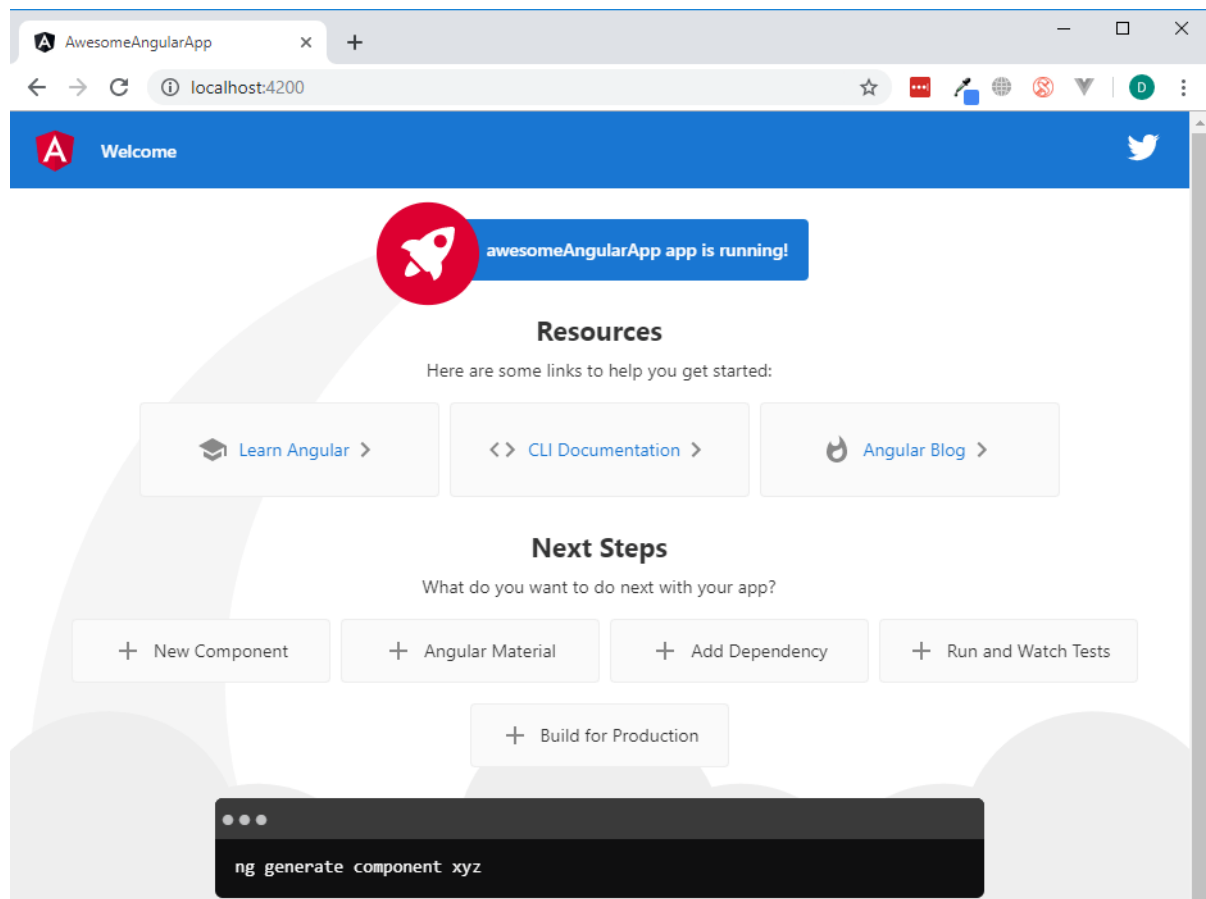 AwesomeAngularApp
localhost:4200
D
A Welcome
awesomeAngularApp app is running!
Resources
Here are some links to help you get started:
Learn Angular
CLI Documentation
Angular Blog
Next Steps
What do you want to do next with your app?
New Component
Angular Material
Add Dependency
Run and Watch Tests
Build for Production
ng generate component xyz